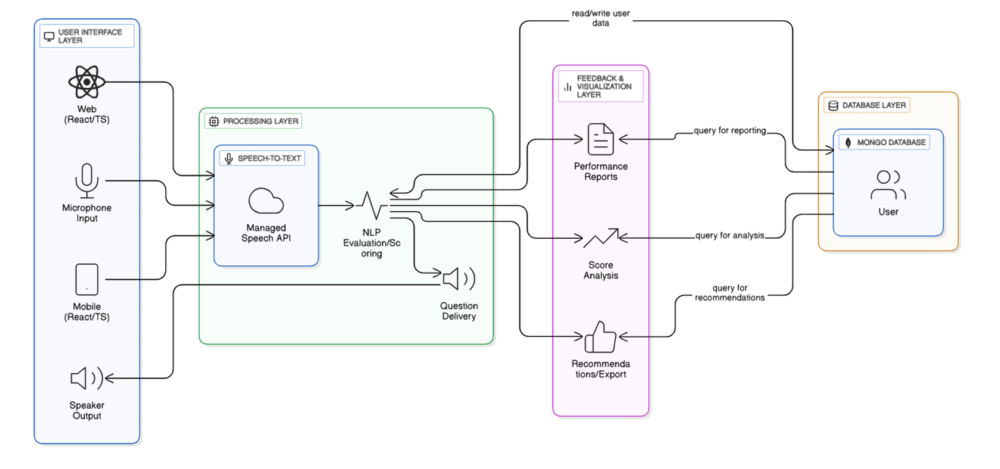 USER INTERFACE
LAYER
Web
(React/TS)
Microphone
Input
Mobile
(React/TS)
Speaker
Output
PROCESSING LAYER
SPEECH-TO-TEXT
Managed
Speech API
NLP
Evaluation/Sc
oring
Question
Delivery
read/write user
data
FEEDBACK &
VISUALIZATION
LAYER
Performance
Reports
Score
Analysis
Recommenda
tions/Export
query for reporting
query for analysis
query for
recommendations
DATABASE LAYER
MONGO DATABASE
User